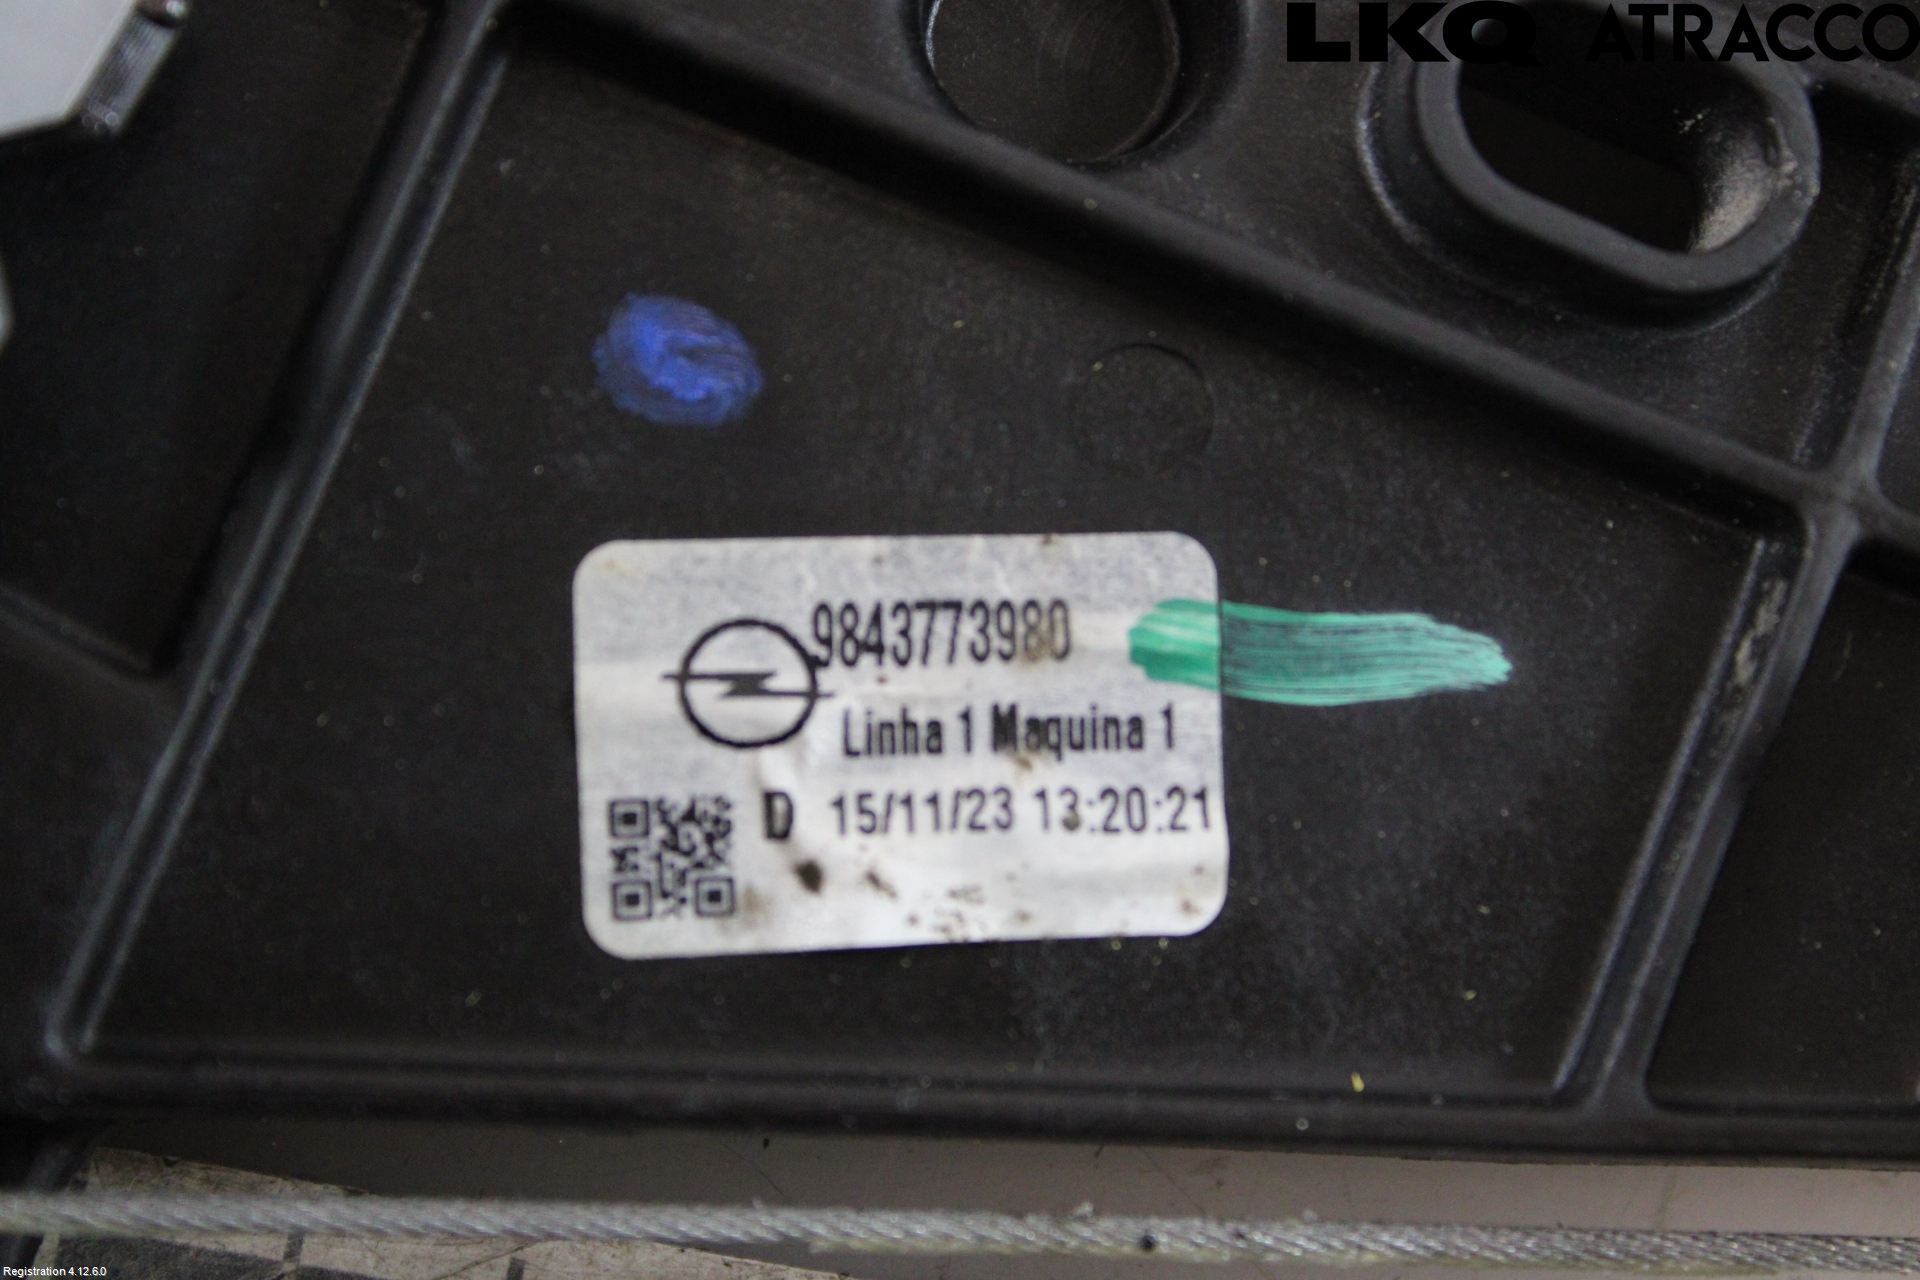 LKQ ATRACCO
9843773980
Linha 1 Maquina 1
D 15/11/23 13:20:21
Registration 4.12.6.0